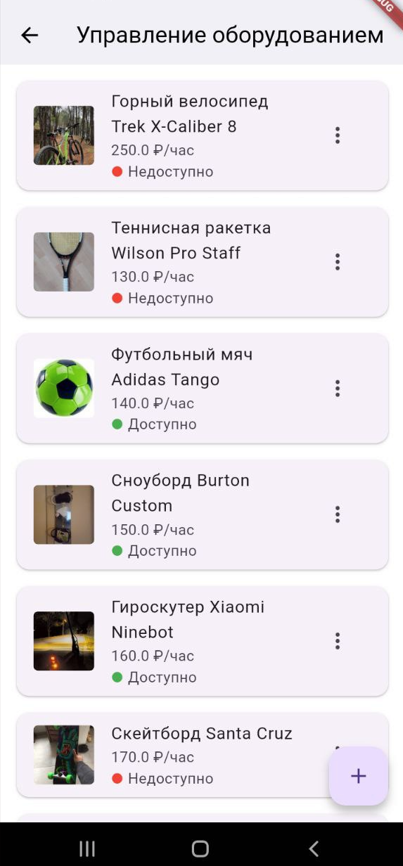 Управление оборудованием
Горный велосипед
Trek X-Caliber 8
250.0 ₽/час
Недоступно
Теннисная ракетка
Wilson Pro Staff
130.0 ₽/час
Недоступно
Футбольный мяч
Adidas Tango
140.0 ₽/час
Доступно
Сноуборд Burton
Custom
150.0 ₽/час
Доступно
Гироскутер Xiaomi
Ninebot
160.0 ₽/час
Доступно
Скейтборд Santa Cruz
170.0 ₽/час
Недоступно